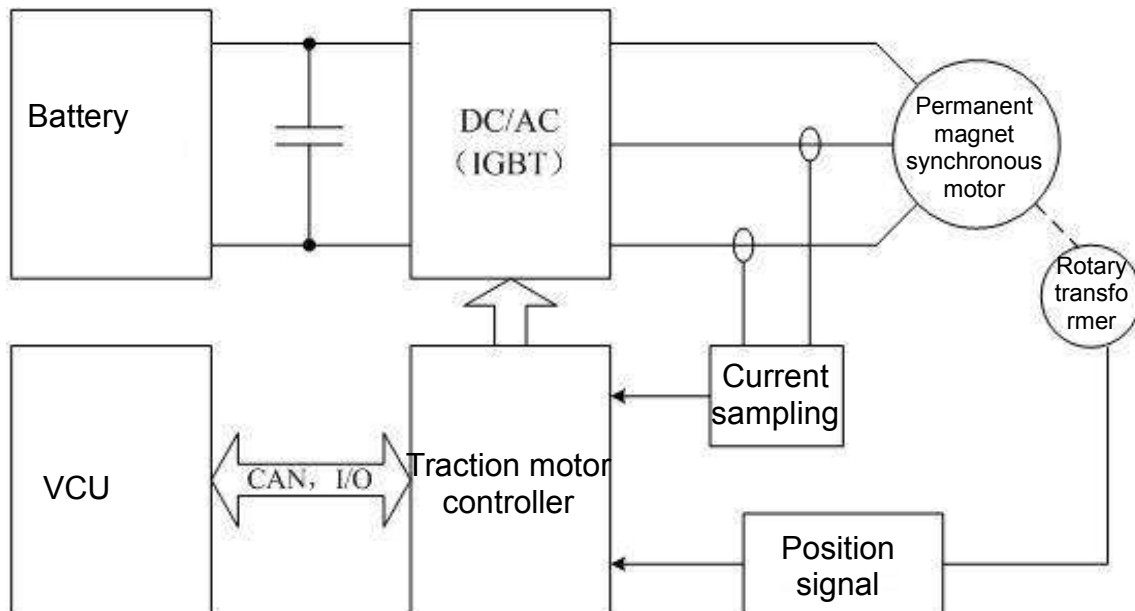 Battery
DC/AC
（IGBT）
Permanent
magnet
synchronous
motor
Rotary
transfo
rmer
Current
sampling
VCU
CAN，I/O
Traction motor
controller
Position
signal